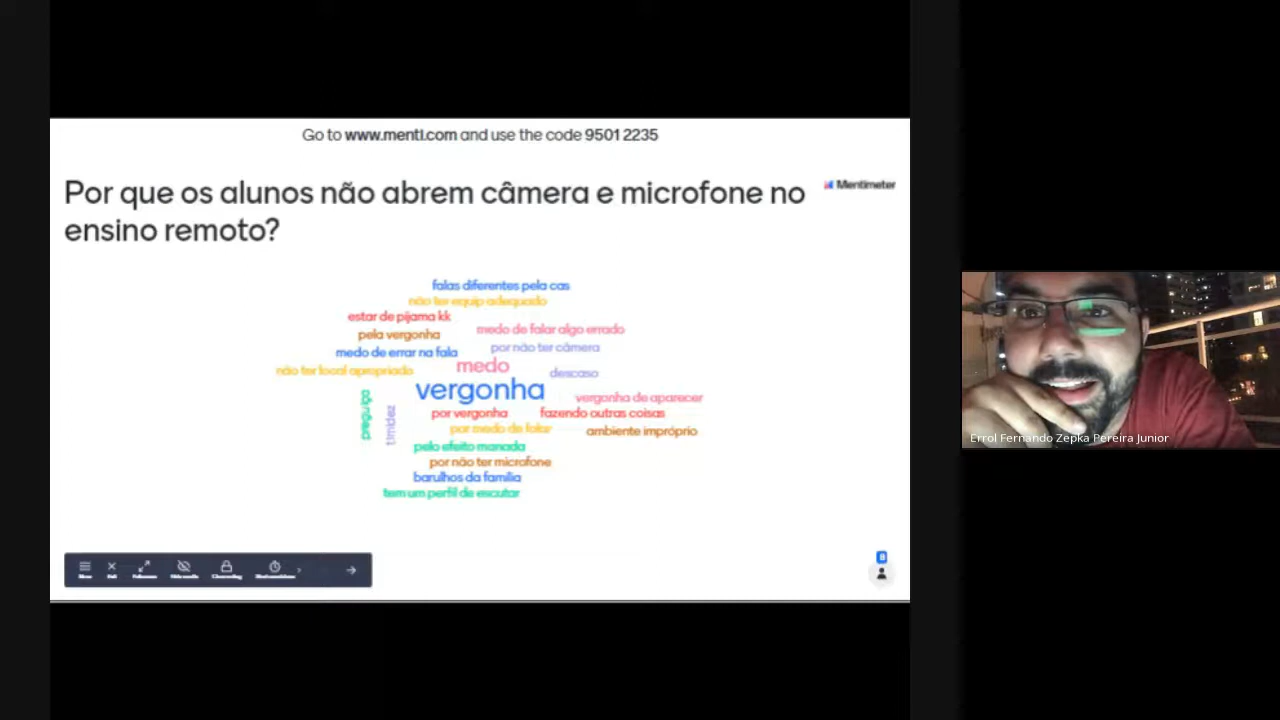 Go to www.menti.com and use the code 9501 2235
Por que os alunos não abrem câmera e microfone no
ensino remoto?
Mentimeter
falas diferentes pela cas
não ter equip adequado
estar de pijama kk
medo de falar algo errado
pela vergonha
por não ter câmera
medo de errar na fala
medo
não ter local apropriado
descaso
vergonha
preguiça
timidez
vergonha de aparecer
por vergonha
fazendo outras coisas
por medo de falar
ambiente impróprio
pelo efeito manada
por não ter microfone
barulhos da família
tem um perfil de escutar
8
Errol Fernando Zepka Pereira Junior